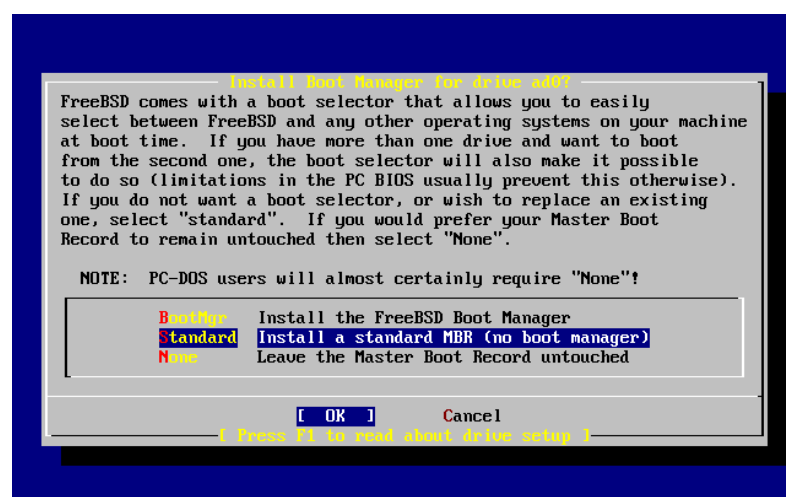 Install Boot Manager for drive ad0?
FreeBSD comes with a boot selector that allows you to easily
select between FreeBSD and any other operating systems on your machine
at boot time.  If you have more than one drive and want to boot
from the second one, the boot selector will also make it possible
to do so (limitations in the PC BIOS usually prevent this otherwise).
If you do not want a boot selector, or wish to replace an existing
one, select "standard".  If you would prefer your Master Boot
Record to remain untouched then select "None".
NOTE:  PC-DOS users will almost certainly require "None"!
BootMgr   Install the FreeBSD Boot Manager
Standard  Install a standard MBR (no boot manager)
None      Leave the Master Boot Record untouched
[  OK  ]     Cancel
[ Press F1 to read about drive setup ]